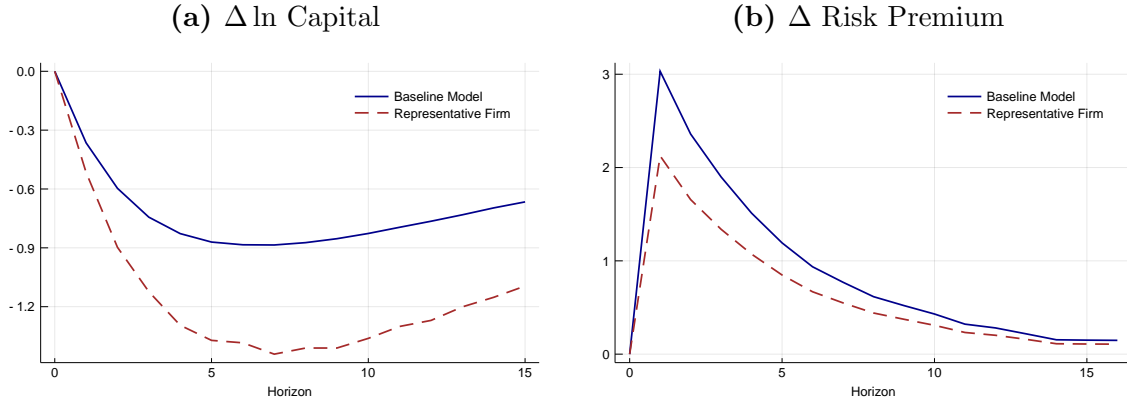 (a) Δ ln Capital
0.0
- 0.3
- 0.6
- 0.9
- 1.2
Baseline Model
Representative Firm
0
5
10
15
Horizon
(b) Δ Risk Premium
3
2
1
0
Baseline Model
Representative Firm
0
5
10
15
Horizon